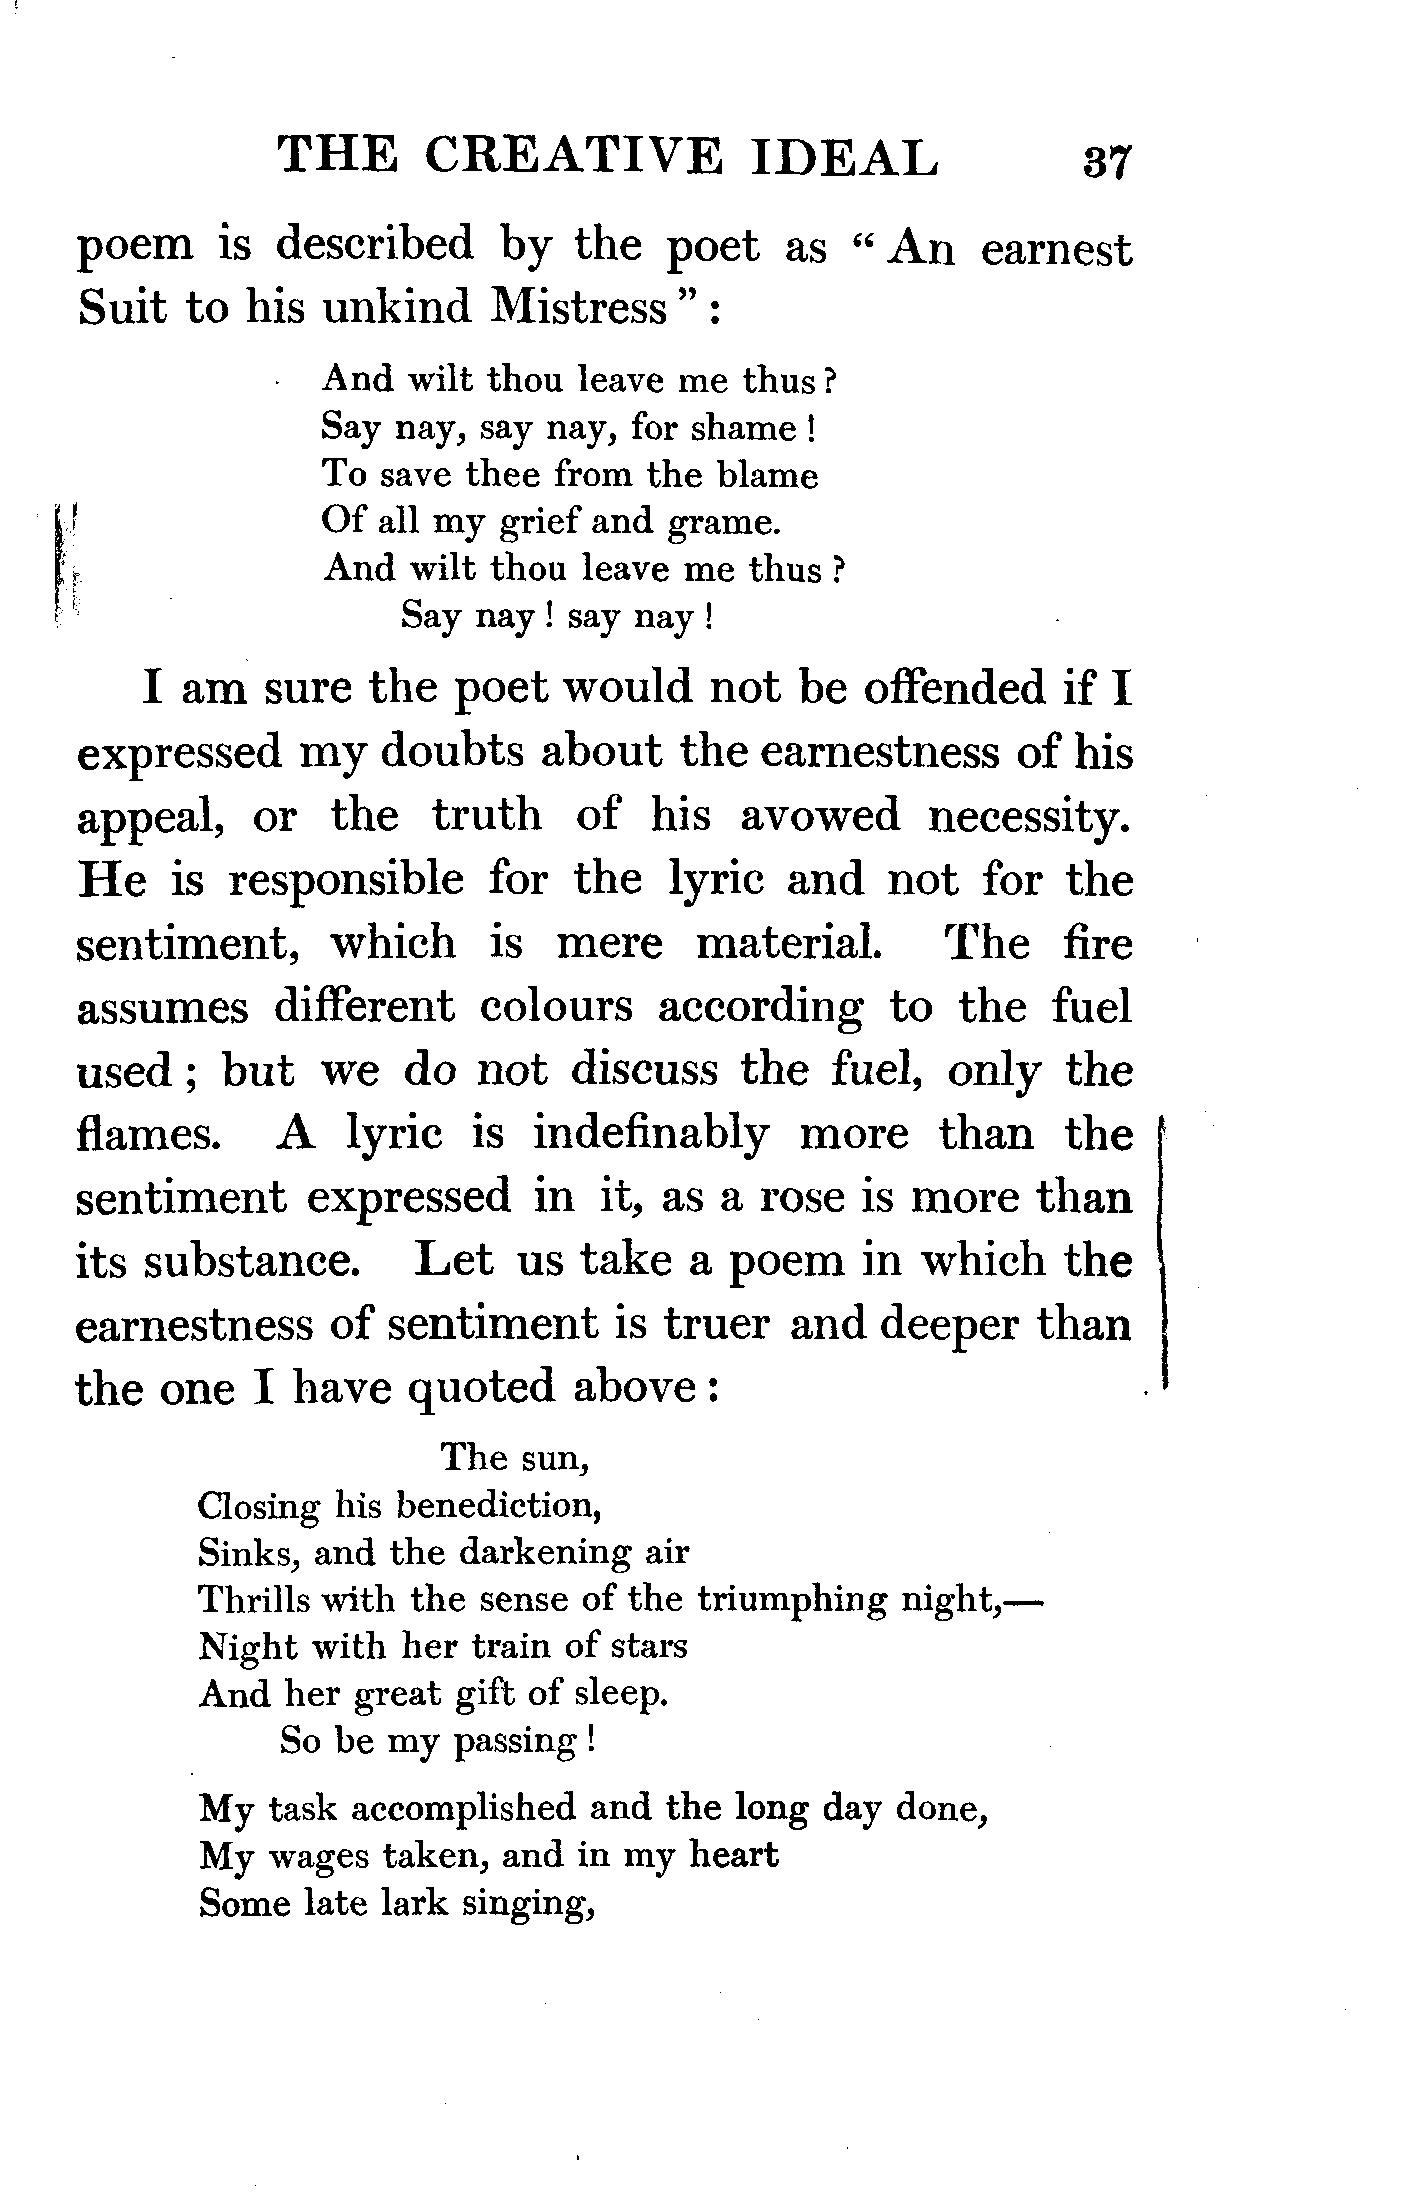 THE CREATIVE IDEAL 37
poem is described by the poet as “ An earnest
Suit to his unkind Mistress ” :
And wilt thou leave me thus ?
Say nay, say nay, for shame !
To save thee from the blame
Of all my grief and grame.
And wilt thou leave me thus ?
Say nay ! say nay !
I am sure the poet would not be offended if I
expressed my doubts about the earnestness of his
appeal, or the truth of his avowed necessity.
He is responsible for the lyric and not for the
sentiment, which is mere material. The fire
assumes different colours according to the fuel
used ; but we do not discuss the fuel, only the
flames. A lyric is indefinably more than the
sentiment expressed in it, as a rose is more than
its substance. Let us take a poem in which the
earnestness of sentiment is truer and deeper than
the one I have quoted above :
The sun,
Closing his benediction,
Sinks, and the darkening air
Thrills with the sense of the triumphing night,—
Night with her train of stars
And her great gift of sleep.
So be my passing !
My task accomplished and the long day done,
My wages taken, and in my heart
Some late lark singing,